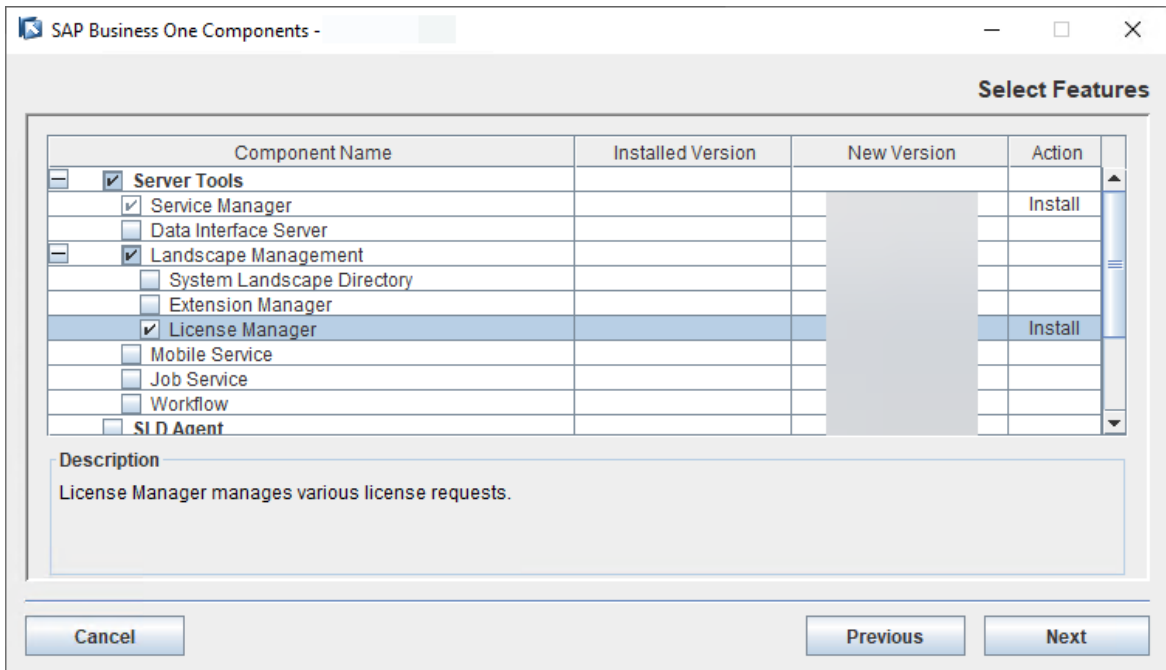 SAP Business One Components -
Select Features
Component Name Installed Version New Version Action
Server Tools
Service Manager Install
Data Interface Server
Landscape Management
System Landscape Directory
Extension Manager
License Manager Install
Mobile Service
Job Service
Workflow
SLD Agent
Description
License Manager manages various license requests.
Cancel Previous Next